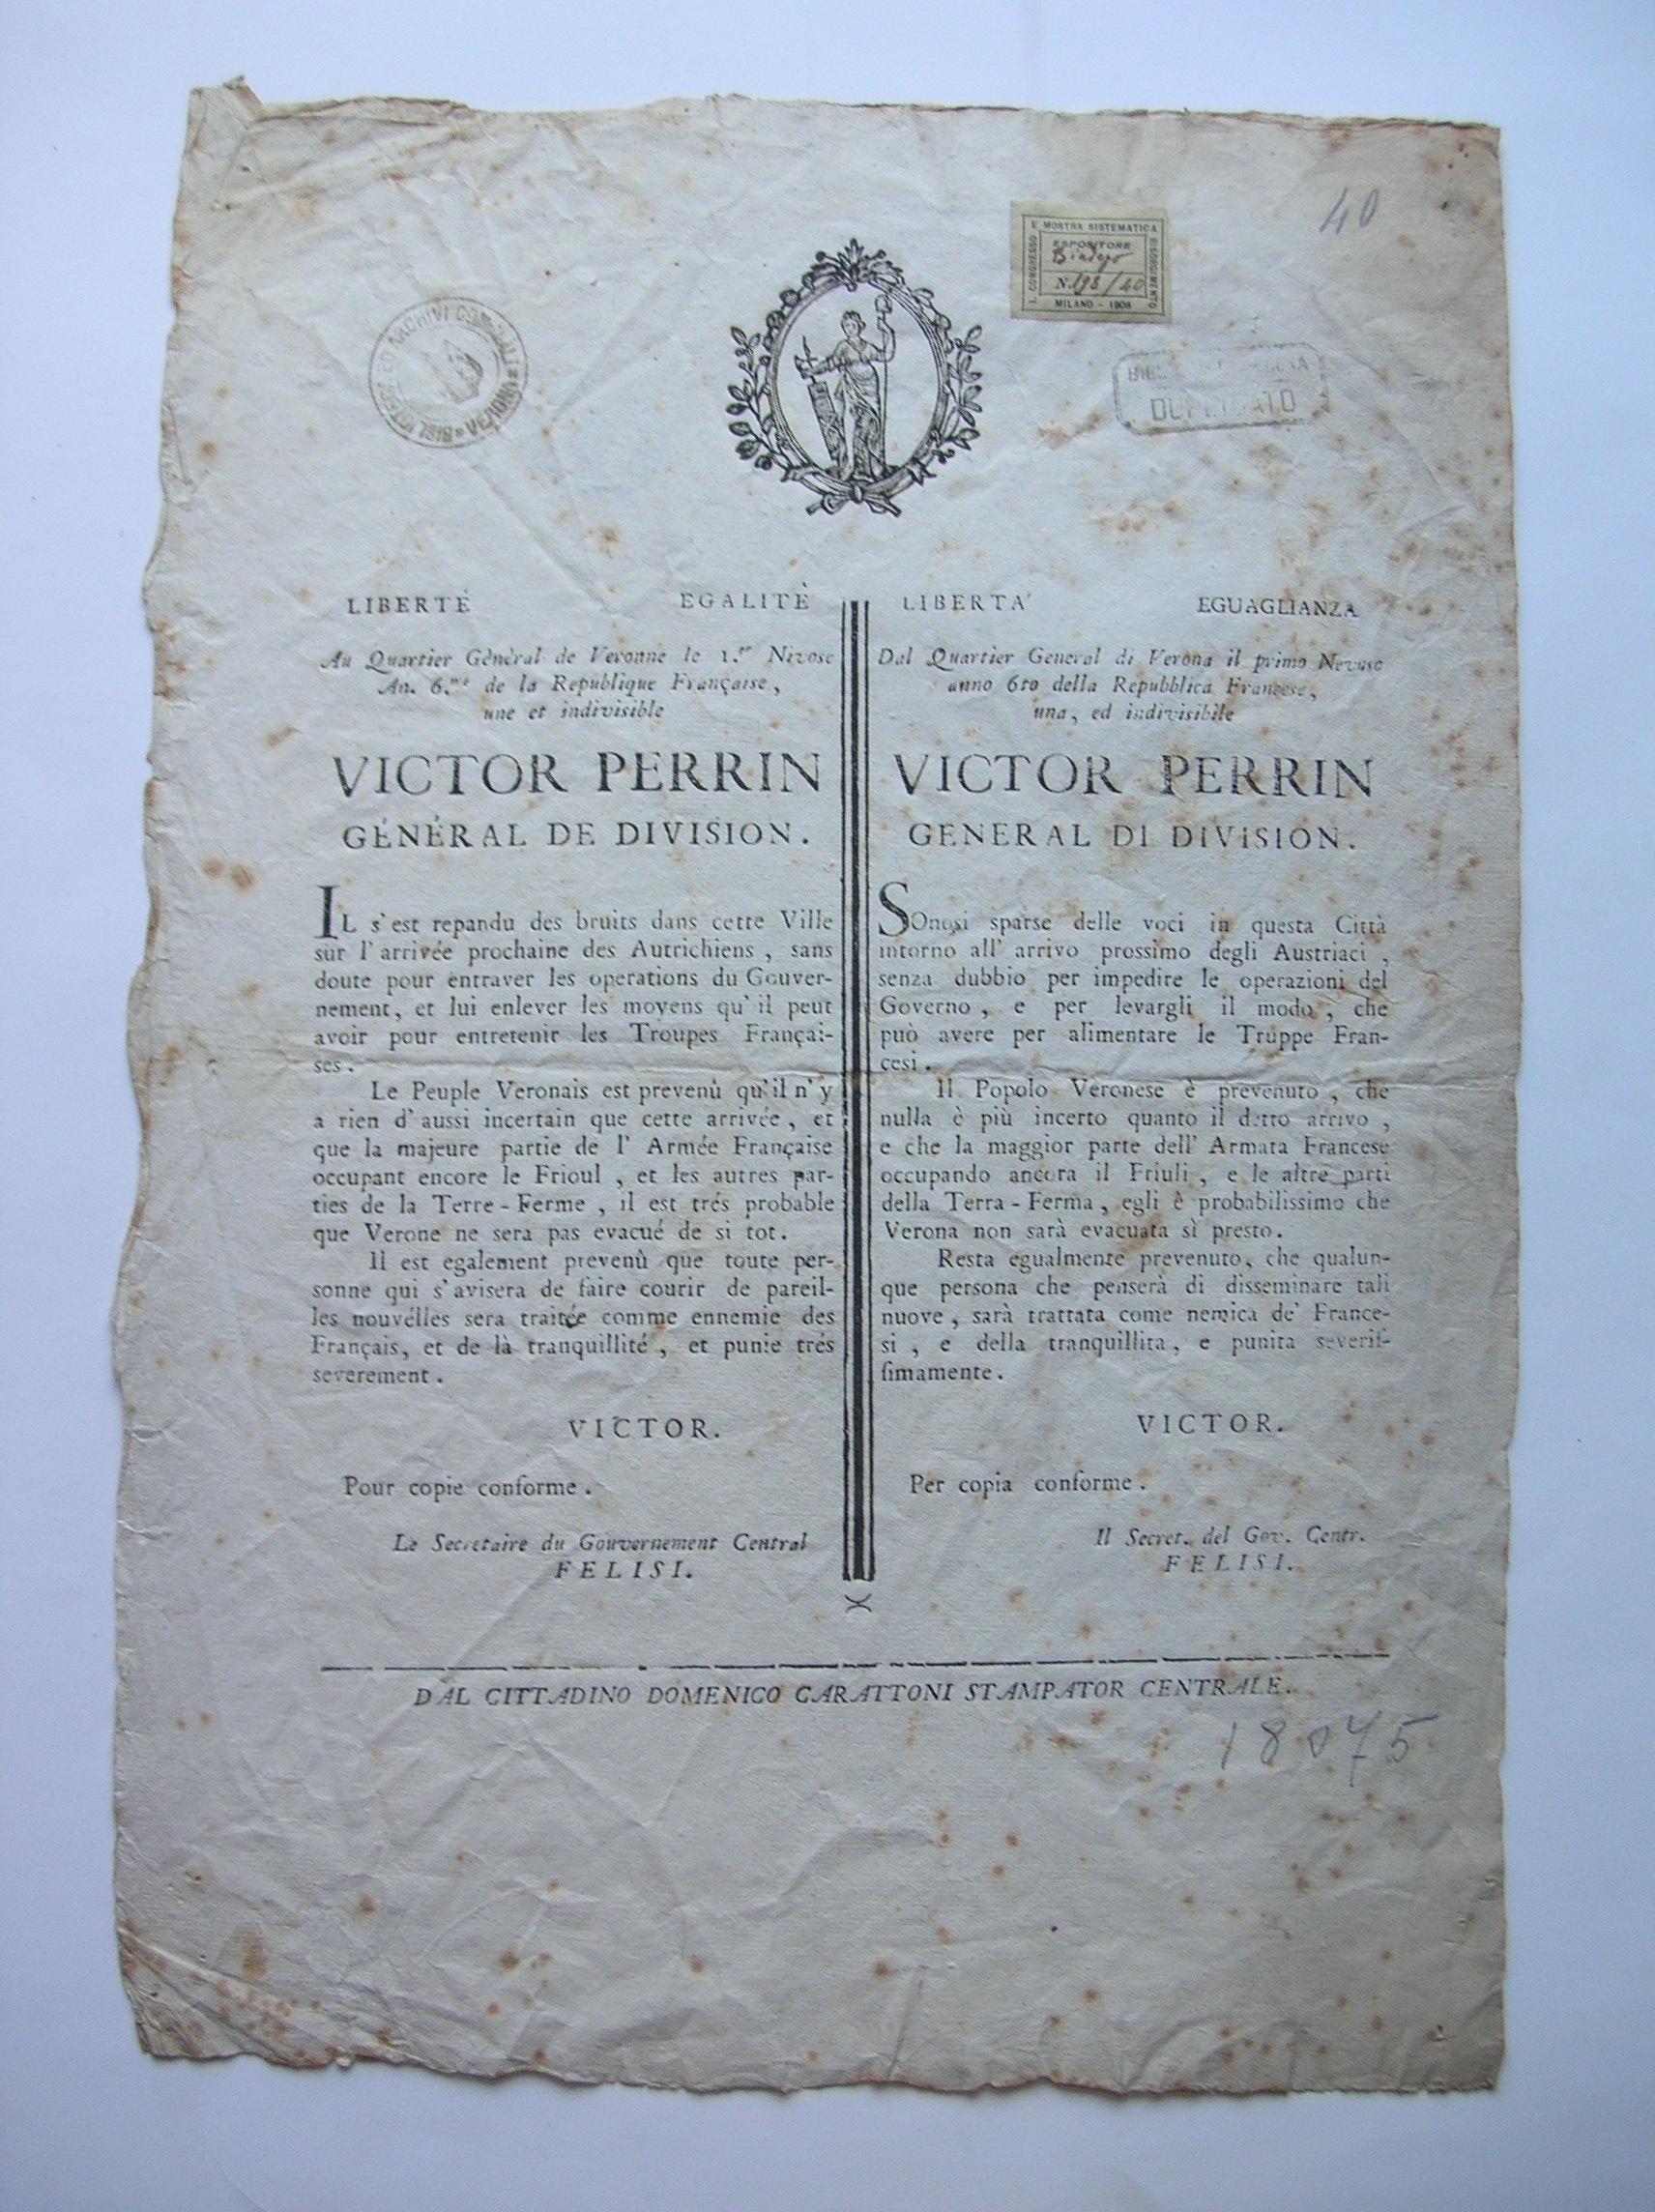 40
I. CONGRESSO
E MOSTRA SISTEMATICA
RISORGIMENTO
ESPOSITORE
N. 198/40
MILANO - 1906
ED ARCHIVI COMUNALI
VERONA
DUPLICATO
LIBERTÉ EGALITÈ
Au Quartier Gènèral de Veronne le 1.er Nivose
An. 6.me de la Republique Française,
une et indivisible
VICTOR PERRIN
GÉNÉRAL DE DIVISION.
IL s'est repandu des bruits dans cette Ville
sur l'arrivée prochaine des Autrichiens, sans
doute pour entraver les operations du Gouver-
nement, et lui enlever les moyens qu'il peut
avoir pour entretenir les Troupes Françai-
ses.
Le Peuple Veronais est prevenù qu'il n'y
a rien d'aussi incertain que cette arrivée, et
que la majeure partie de l'Armée Française
occupant encore le Frioul, et les autres par-
ties de la Terre-Ferme, il est trés probable
que Verone ne sera pas evacué de si tot.
Il est egalement prevenù que toute per-
sonne qui s'avisera de faire courir de pareil-
les nouvélles sera traitée comme ennemie des
Français, et de là tranquillité, et punie trés
severement.
VICTOR.
Pour copie conforme.
Le Secretaire du Gouvernement Central
FELISI.
LIBERTA' EGUAGLIANZA
Dal Quartier General di Verona il primo Nevoso
anno 6to della Repubblica Francese,
una, ed indivisibile
VICTOR PERRIN
GENERAL DI DIVISION.
SOnosi sparse delle voci in questa Città
intorno all'arrivo prossimo degli Austriaci,
senza dubbio per impedire le operazioni del
Governo, e per levargli il modo, che
può avere per alimentare le Truppe Fran-
cesi.
Il Popolo Veronese è prevenuto, che
nulla è più incerto quanto il detto arrivo,
e che la maggior parte dell'Armata Francese
occupando ancora il Friuli, e le altre parti
della Terra-Ferma, egli è probabilissimo che
Verona non sarà evacuata sì presto.
Resta egualmente prevenuto, che qualun-
que persona che penserà di disseminare tali
nuove, sarà trattata come nemica de' France-
si, e della tranquillita, e punita severis-
simamente.
VICTOR.
Per copia conforme.
Il Secret. del Gov. Centr.
FELISI.
DAL CITTADINO DOMENICO CARATTONI STAMPATOR CENTRALE.
18075